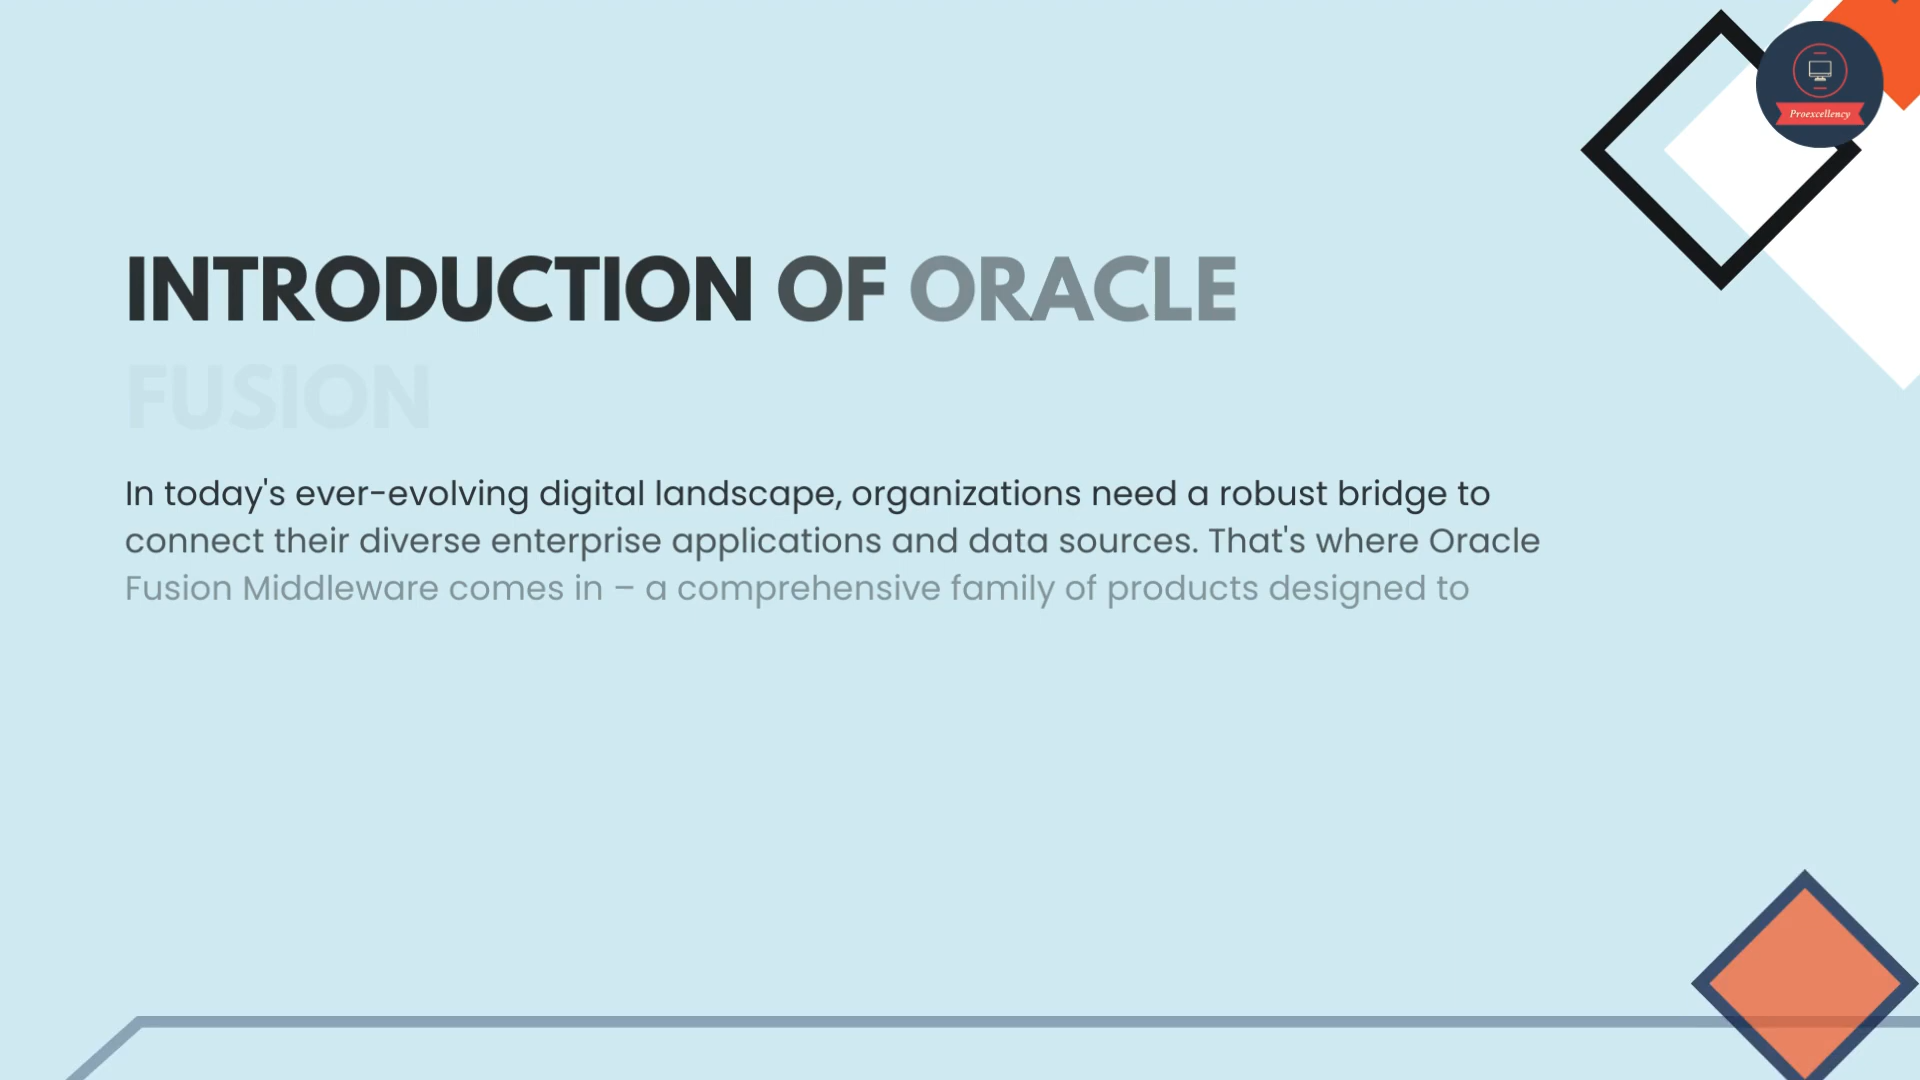 Proexcellency
INTRODUCTION OF ORACLE
FUSION
In today's ever-evolving digital landscape, organizations need a robust bridge to
connect their diverse enterprise applications and data sources. That's where Oracle
Fusion Middleware comes in – a comprehensive family of products designed to